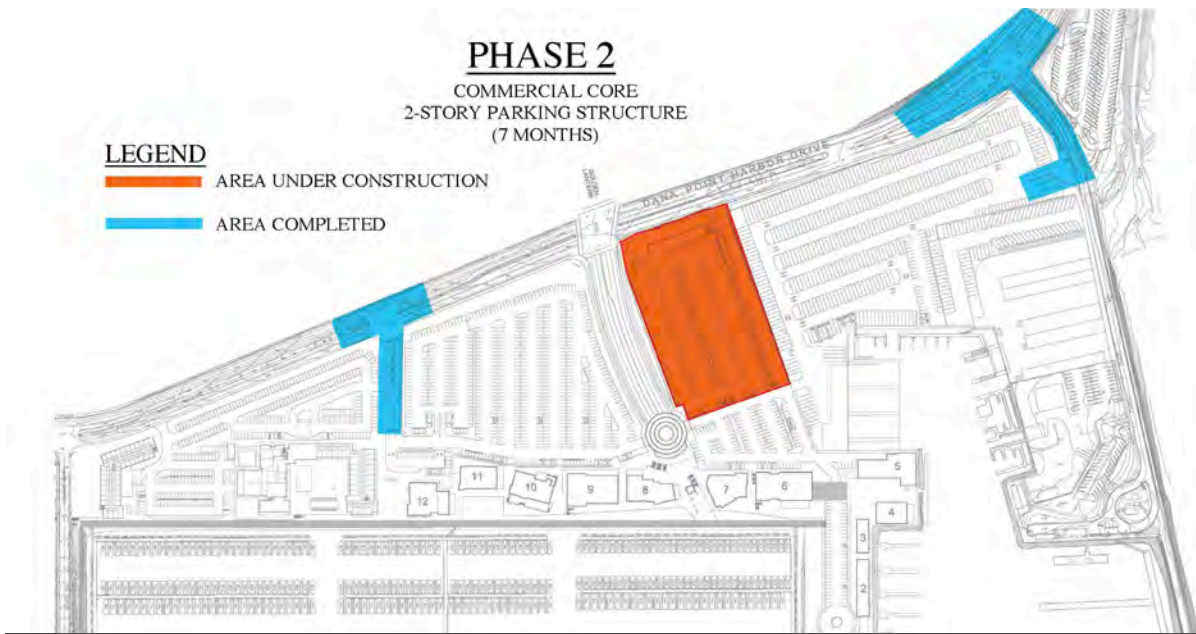 PHASE 2
COMMERCIAL CORE
2-STORY PARKING STRUCTURE
(7 MONTHS)
LEGEND
AREA UNDER CONSTRUCTION
AREA COMPLETED
DANA POINT HARBOR DRIVE
12
11
10
9
8
7
6
5
4
3
2